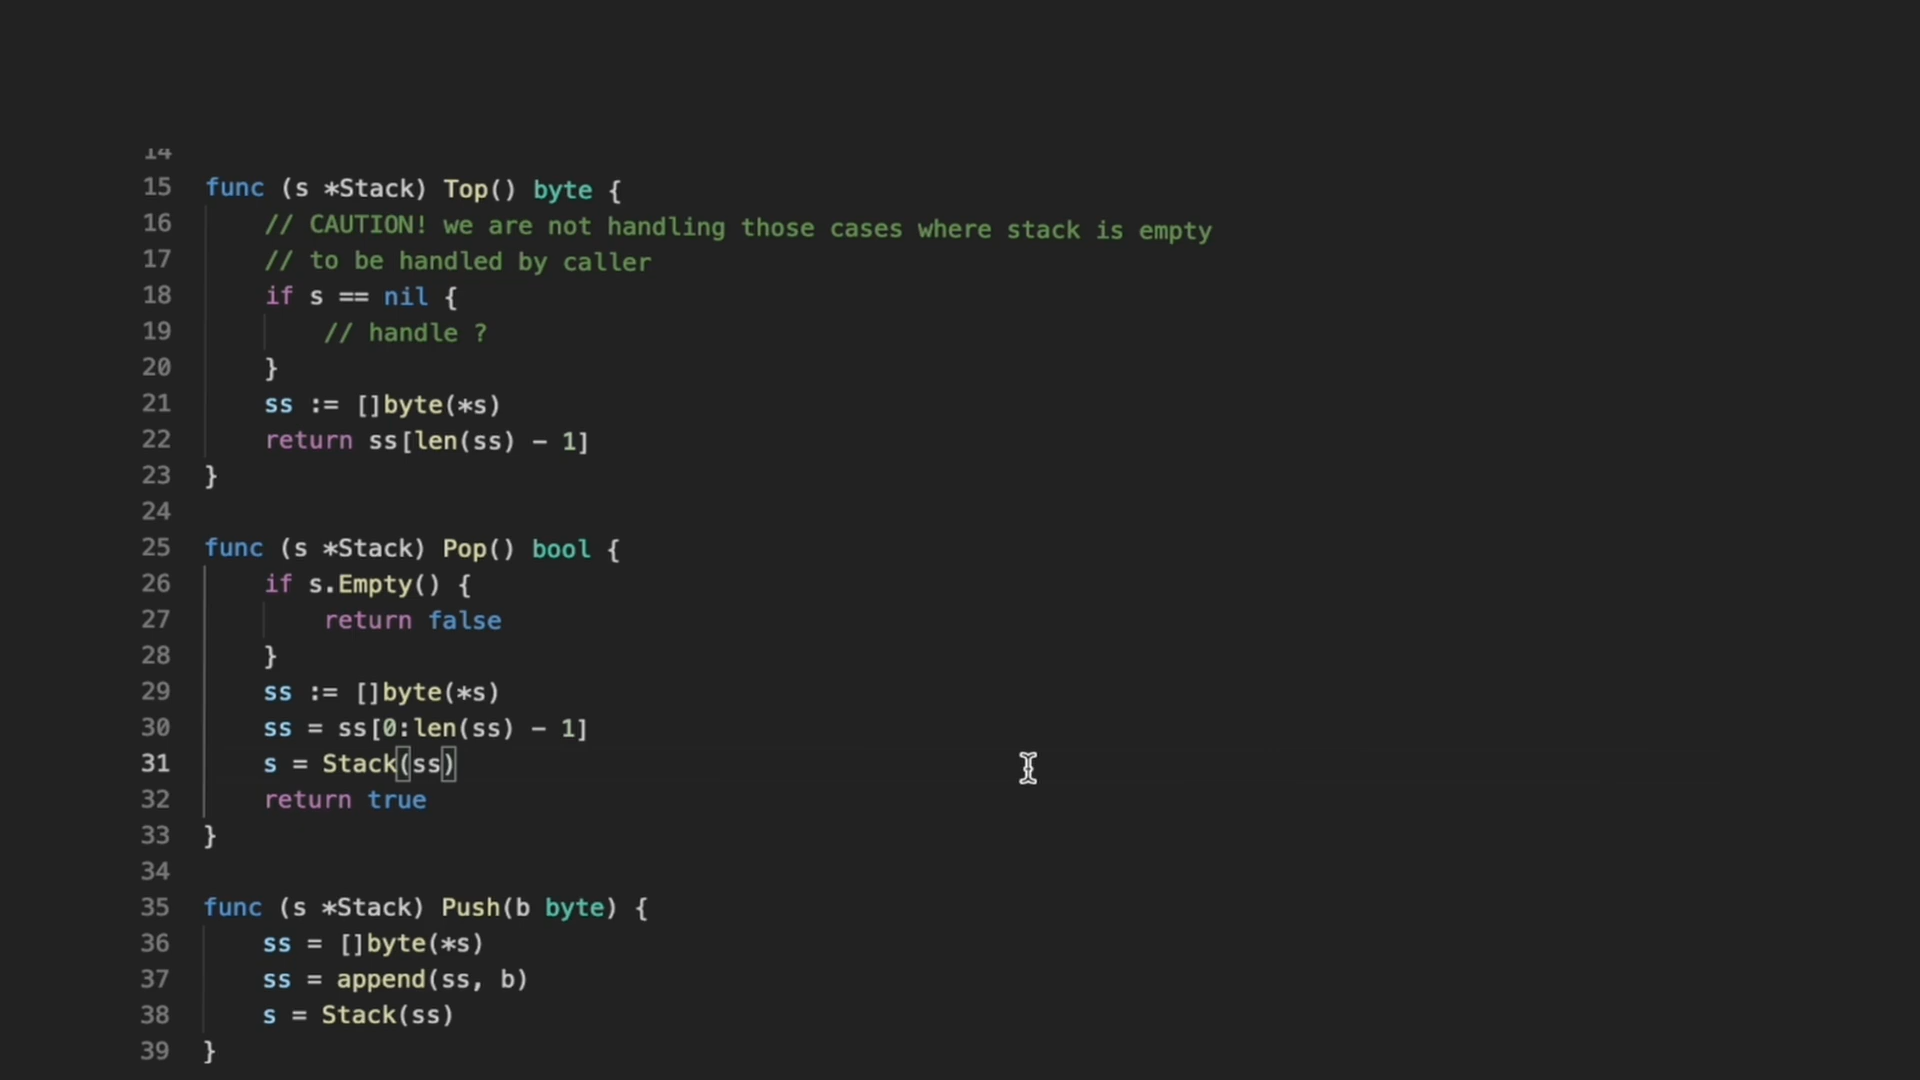 14
15 func (s *Stack) Top() byte {
16     // CAUTION! we are not handling those cases where stack is empty
17     // to be handled by caller
18     if s == nil {
19         // handle ?
20     }
21     ss := []byte(*s)
22     return ss[len(ss) - 1]
23 }
24
25 func (s *Stack) Pop() bool {
26     if s.Empty() {
27         return false
28     }
29     ss := []byte(*s)
30     ss = ss[0:len(ss) - 1]
31     s = Stack(ss)
32     return true
33 }
34
35 func (s *Stack) Push(b byte) {
36     ss = []byte(*s)
37     ss = append(ss, b)
38     s = Stack(ss)
39 }